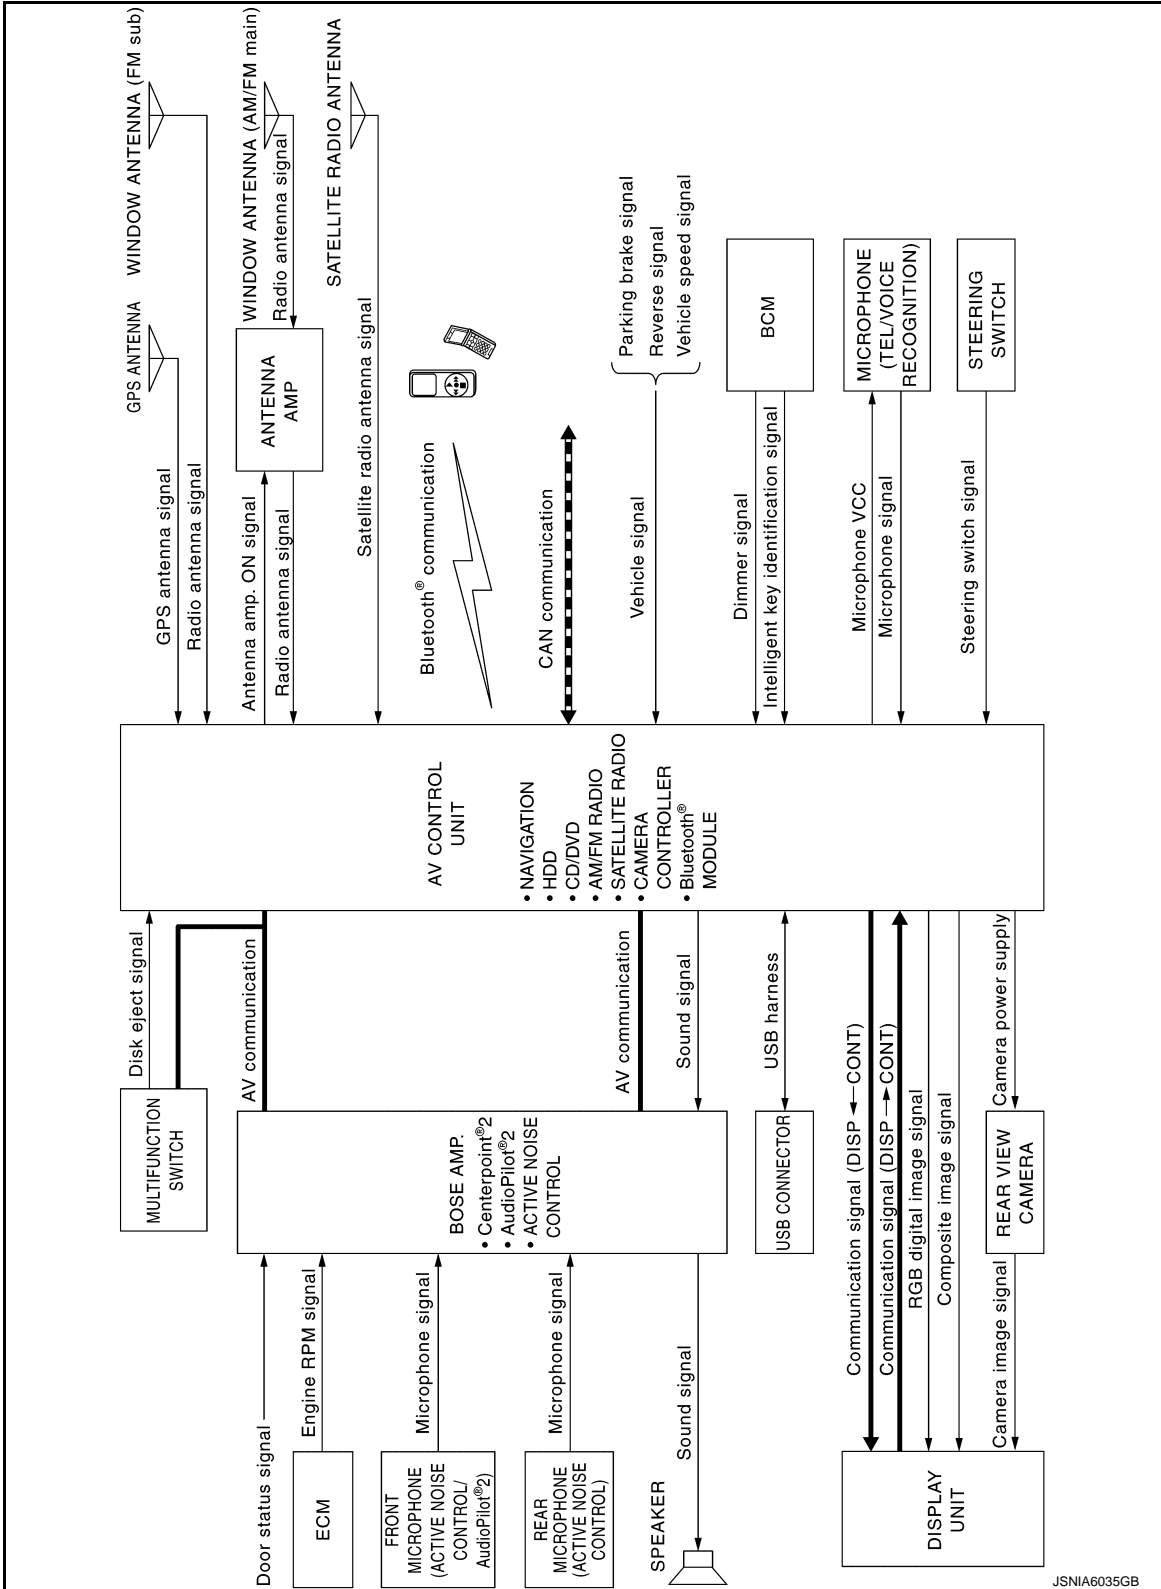 GPS ANTENNA
WINDOW ANTENNA (FM sub)
WINDOW ANTENNA (AM/FM main)
SATELLITE RADIO ANTENNA
Radio antenna signal
ANTENNA
AMP
GPS antenna signal
Radio antenna signal
Antenna amp. ON signal
Radio antenna signal
Satellite radio antenna signal
Bluetooth® communication
CAN communication
Parking brake signal
Reverse signal
Vehicle speed signal
Vehicle signal
BCM
Dimmer signal
Intelligent key identification signal
MICROPHONE
(TEL/VOICE
RECOGNITION)
Microphone VCC
Microphone signal
STEERING
SWITCH
Steering switch signal
AV CONTROL
UNIT
• NAVIGATION
• HDD
• CD/DVD
• AM/FM RADIO
• SATELLITE RADIO
• CAMERA
CONTROLLER
• Bluetooth®
MODULE
Disk eject signal
AV communication
AV communication
Sound signal
USB harness
Communication signal (DISP←CONT)
Communication signal (DISP→CONT)
RGB digital image signal
Composite image signal
Camera power supply
MULTIFUNCTION
SWITCH
BOSE AMP.
• Centerpoint®2
• AudioPilot®2
• ACTIVE NOISE
CONTROL
USB CONNECTOR
REAR VIEW
CAMERA
Door status signal
Engine RPM signal
Microphone signal
Microphone signal
Sound signal
Camera image signal
ECM
FRONT
MICROPHONE
(ACTIVE NOISE
CONTROL/
AudioPilot®2)
REAR
MICROPHONE
(ACTIVE NOISE
CONTROL)
SPEAKER
DISPLAY
UNIT
JSNIA6035GB